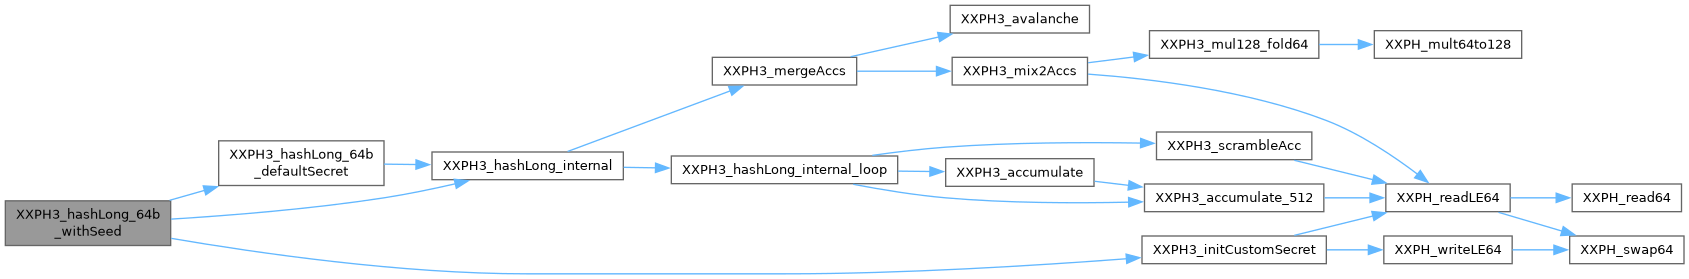 XXPH3_hashLong_64b
_withSeed
XXPH3_hashLong_64b
_defaultSecret
XXPH3_hashLong_internal
XXPH3_mergeAccs
XXPH3_avalanche
XXPH3_mix2Accs
XXPH3_mul128_fold64
XXPH_mult64to128
XXPH3_hashLong_internal_loop
XXPH3_scrambleAcc
XXPH3_accumulate
XXPH3_accumulate_512
XXPH_readLE64
XXPH_read64
XXPH3_initCustomSecret
XXPH_writeLE64
XXPH_swap64